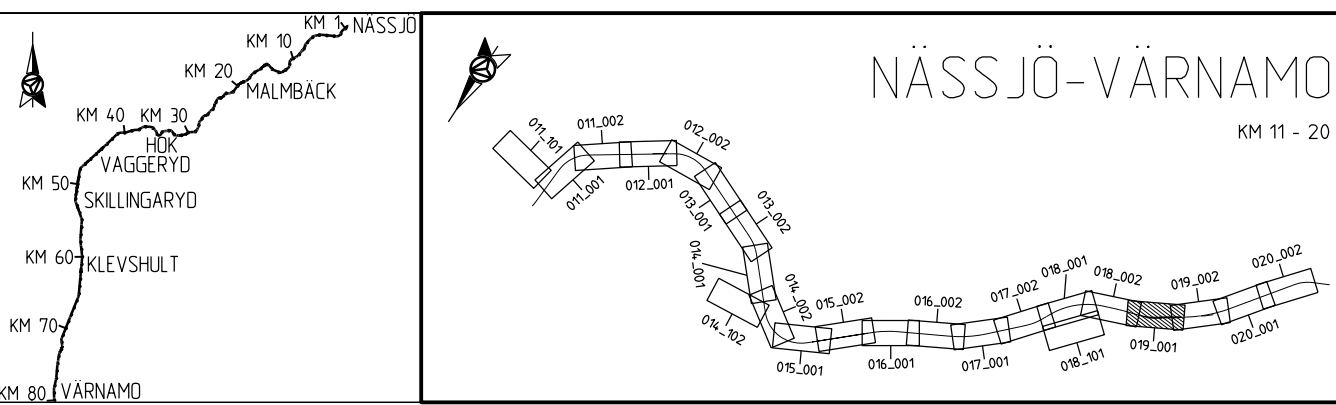 KM 1 NÄSSJÖ
KM 10
KM 20
MALMBÄCK
KM 40 KM 30
HOK
VAGGERYD
KM 50
SKILLINGARYD
KM 60 KLEVSHULT
KM 70
KM 80 VÄRNAMO
NÄSSJÖ-VÄRNAMO
KM 11 - 20
011_101
011_002
011_001
012_001
012_002
013_001
013_002
014_001
014_002
014_102
015_001
015_002
016_001
016_002
017_001
017_002
018_001
018_101
018_002
019_001
019_002
020_001
020_002